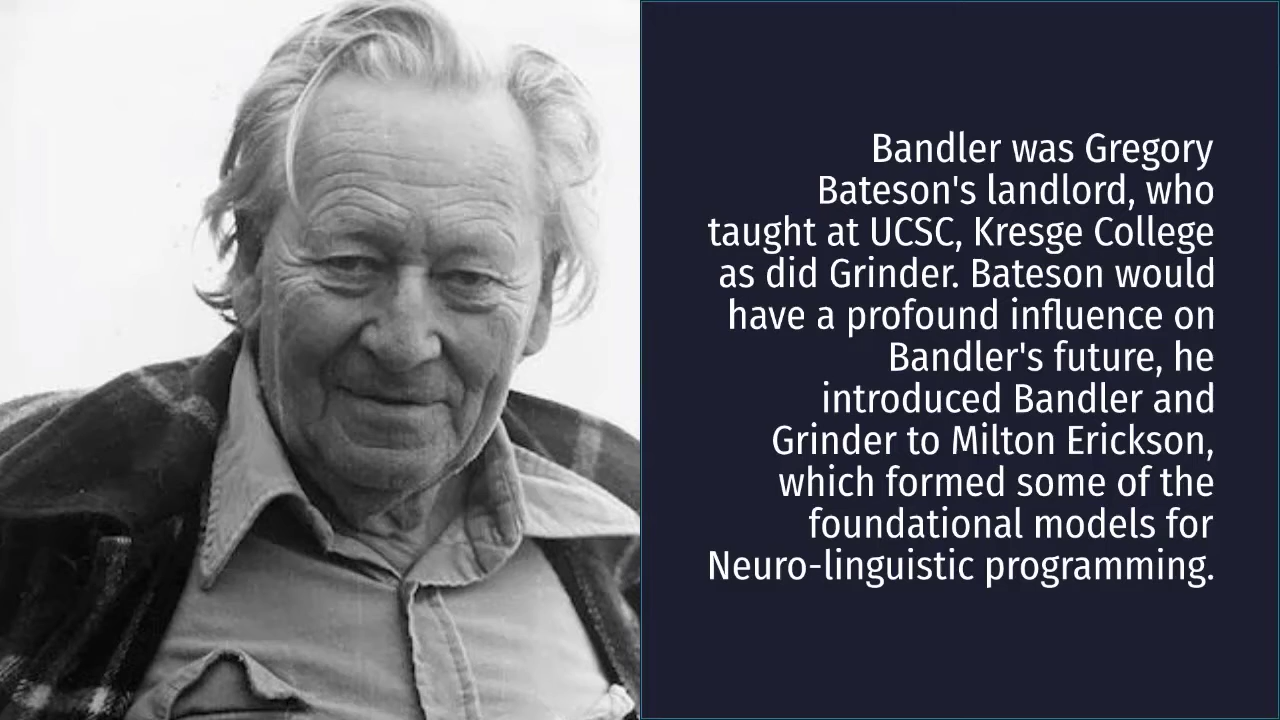 Bandler was Gregory
Bateson's landlord, who
taught at UCSC, Kresge College
as did Grinder. Bateson would
have a profound influence on
Bandler's future, he
introduced Bandler and
Grinder to Milton Erickson,
which formed some of the
foundational models for
Neuro-linguistic programming.